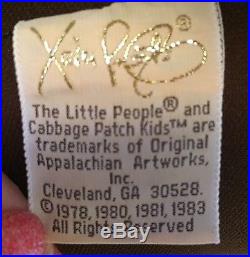 Xavier Roberts ®
The Little People® and
Cabbage Patch Kids™ are
trademarks of Original
Appalachian Artworks,
Inc.
Cleveland, GA 30528.
© 1978, 1980, 1981, 1983
All Right Reserved